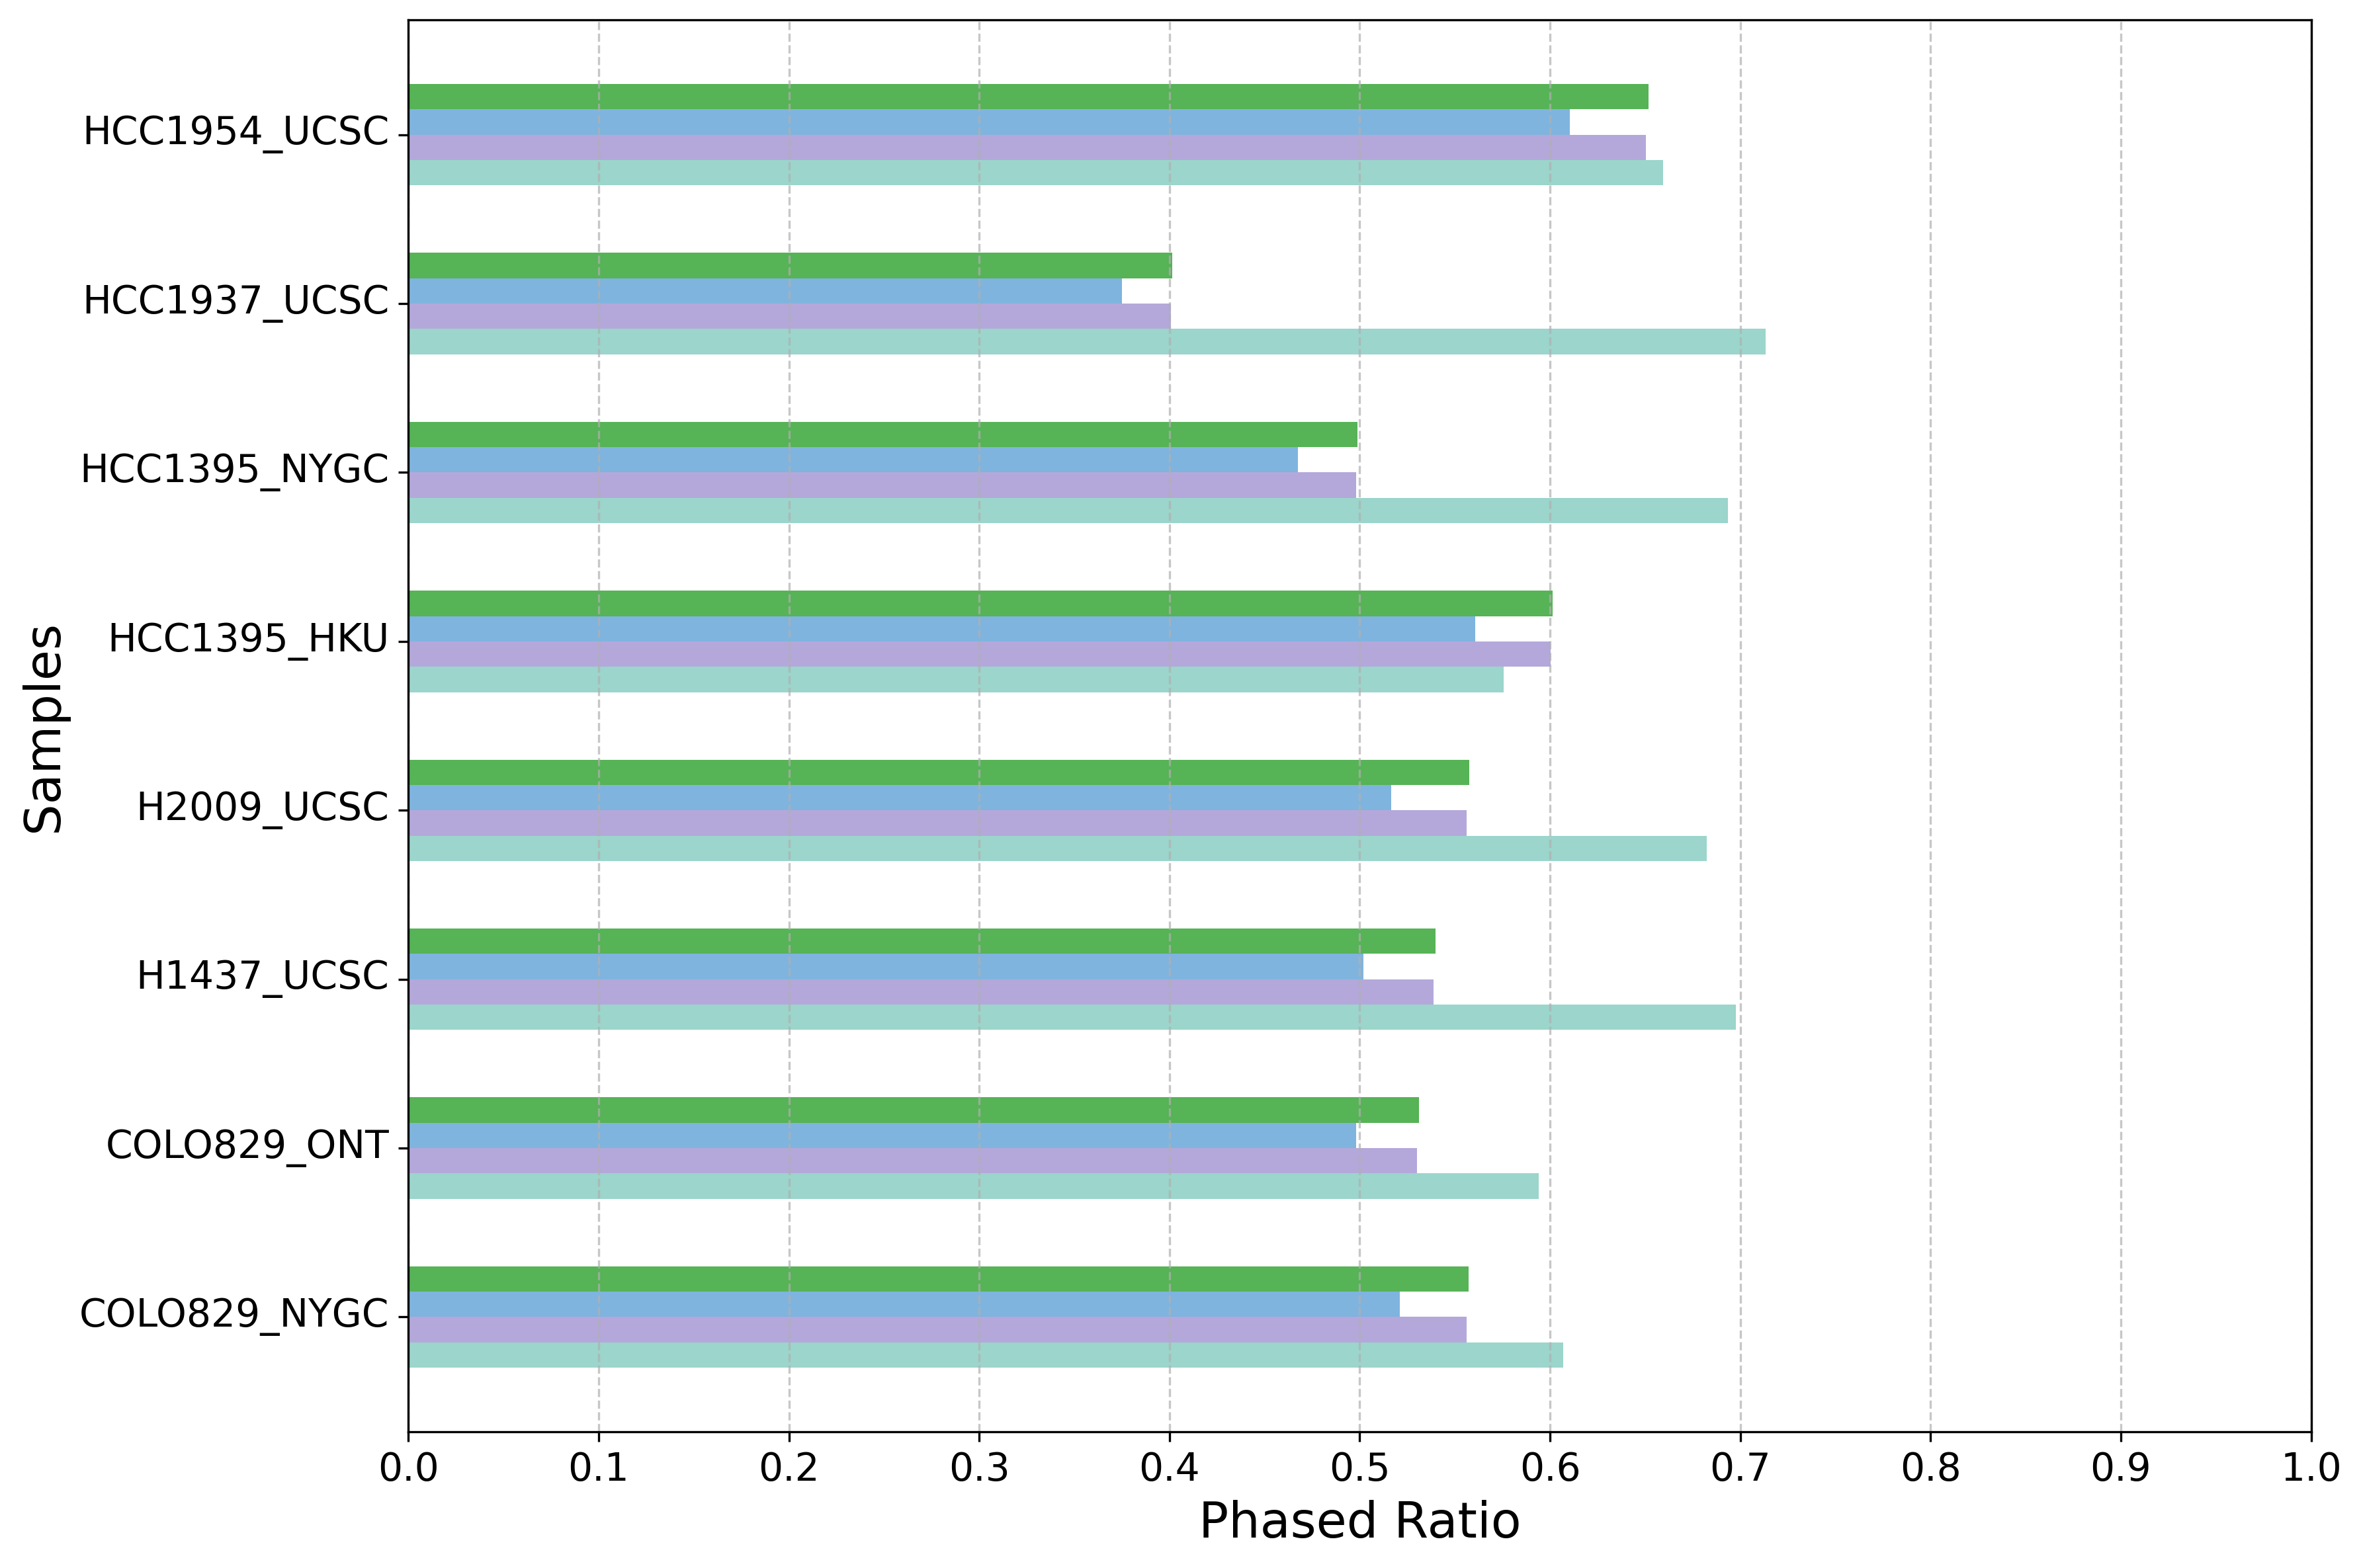 HCC1954_UCSC
HCC1937_UCSC
HCC1395_NYGC
HCC1395_HKU
H2009_UCSC
H1437_UCSC
COLO829_ONT
COLO829_NYGC
Samples
0.0 0.1 0.2 0.3 0.4 0.5 0.6 0.7 0.8 0.9 1.0
Phased Ratio